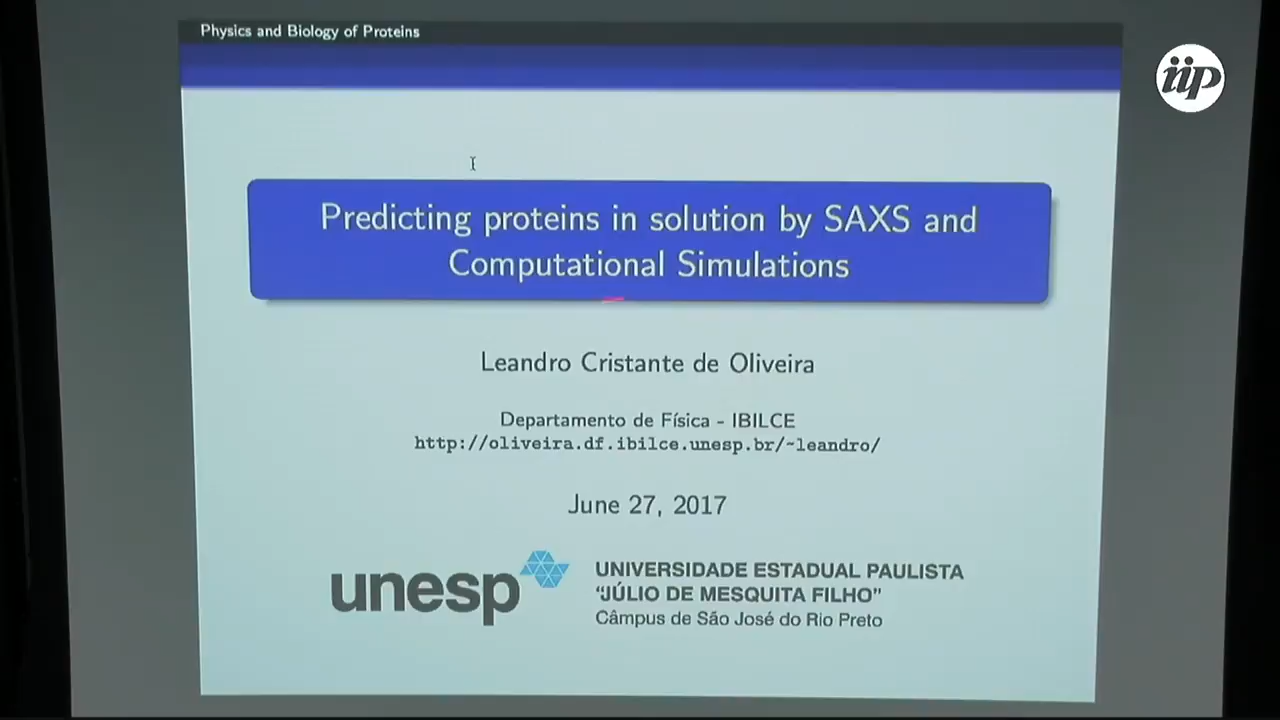 Physics and Biology of Proteins
iip
Predicting proteins in solution by SAXS and
Computational Simulations
Leandro Cristante de Oliveira
Departamento de Física - IBILCE
http://oliveira.df.ibilce.unesp.br/~leandro/
June 27, 2017
unesp
UNIVERSIDADE ESTADUAL PAULISTA
"JÚLIO DE MESQUITA FILHO"
Câmpus de São José do Rio Preto